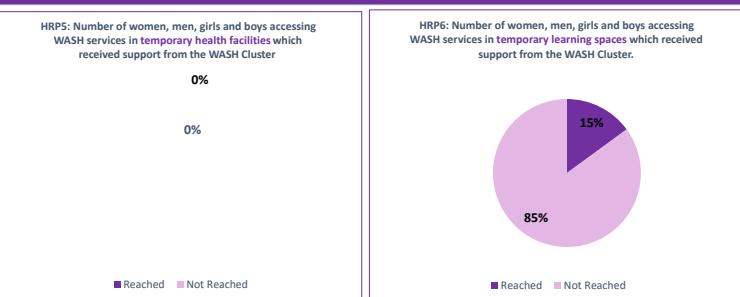 HRP5: Number of women, men, girls and boys accessing
WASH services in temporary health facilities which
received support from the WASH Cluster
0%
0%
Reached Not Reached
HRP6: Number of women, men, girls and boys accessing
WASH services in temporary learning spaces which received
support from the WASH Cluster.
15%
85%
Reached Not Reached